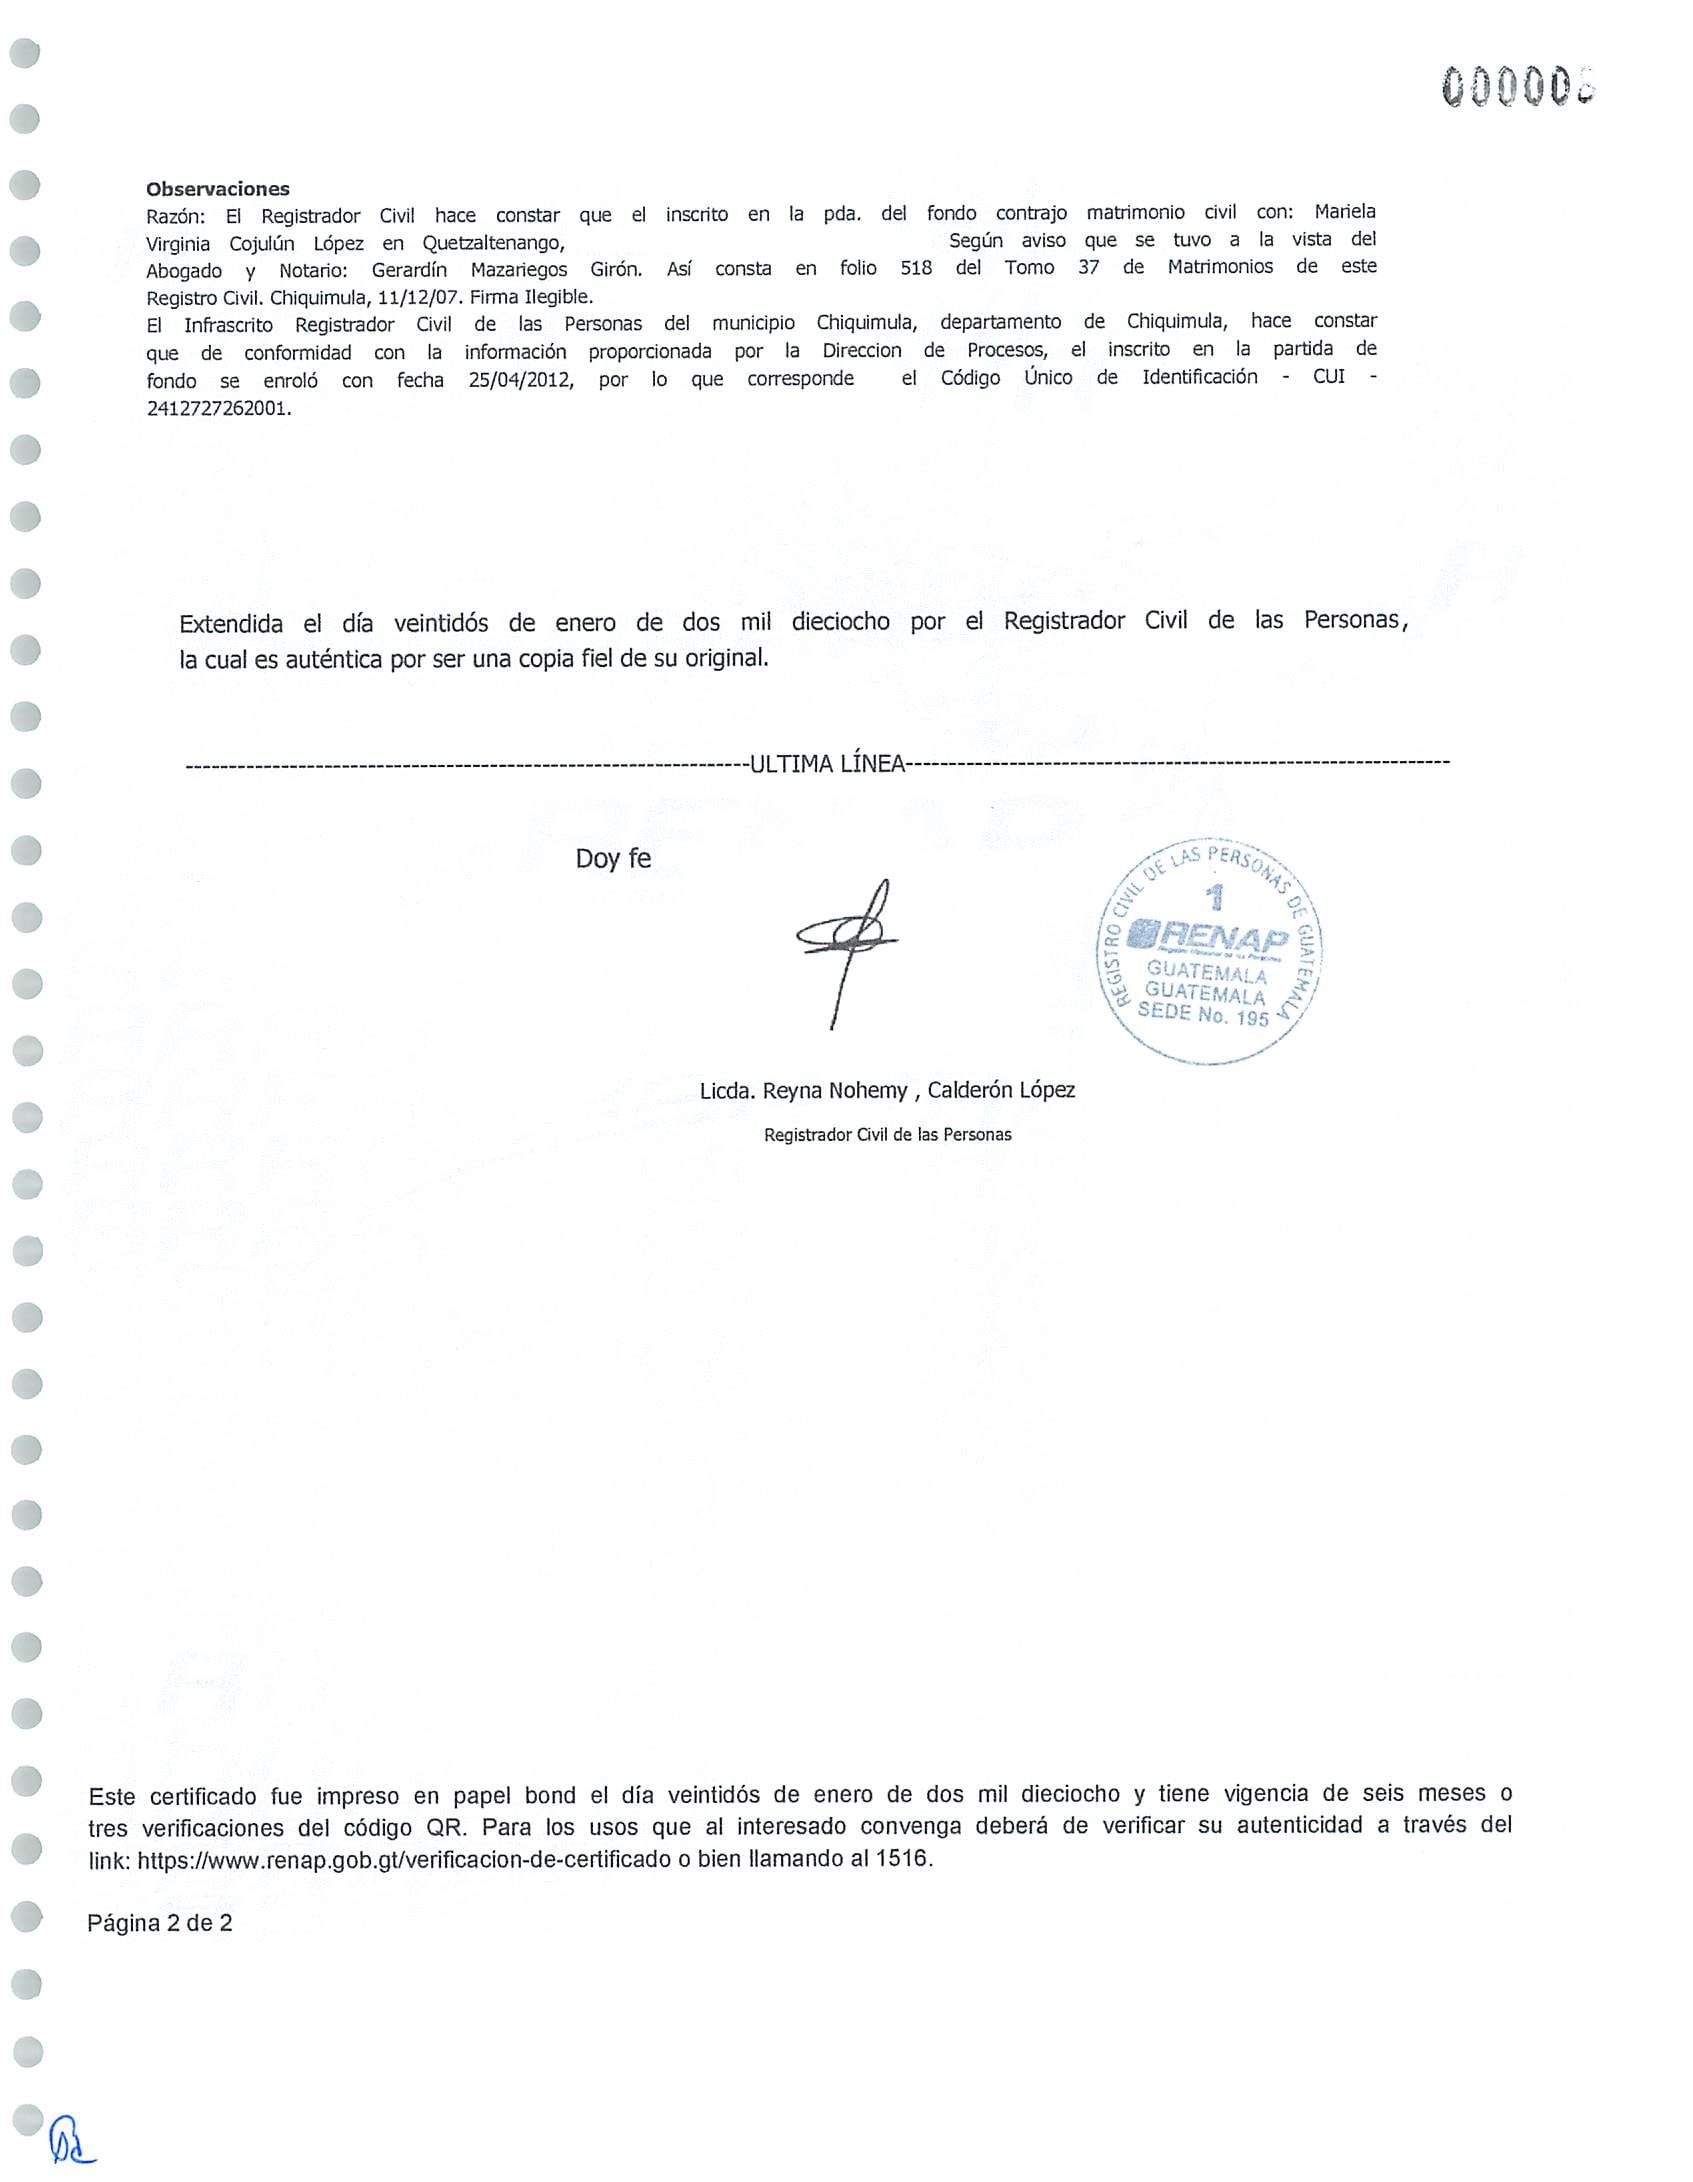 Observaciones
Razón: El Registrador Civil hace constar que el inscrito en la pda. del fondo contrajo matrimonio civil con: Mariela
Virginia Cojulún López en Quetzaltenango, Según aviso que se tuvo a la vista del
Abogado y Notario: Gerardín Mazariegos Girón. Así consta en folio 518 del Tomo 37 de Matrimonios de este
Registro Civil. Chiquimula, 11/12/07. Firma Ilegible.
El Infrascrito Registrador Civil de las Personas del municipio Chiquimula, departamento de Chiquimula, hace constar
que de conformidad con la información proporcionada por la Direccion de Procesos, el inscrito en la partida de
fondo se enroló con fecha 25/04/2012, por lo que corresponde el Código Único de Identificación - CUI -
2412727262001.
Extendida el día veintidós de enero de dos mil dieciocho por el Registrador Civil de las Personas,
la cual es auténtica por ser una copia fiel de su original.
-----------------------------------------------------------------ULTIMA LÍNEA---------------------------------------------------------------
Doy fe
REGISTRO CIVIL DE LAS PERSONAS DE GUATEMALA
1
RENAP
GUATEMALA
GUATEMALA
SEDE No. 195
Licda. Reyna Nohemy , Calderón López
Registrador Civil de las Personas
Este certificado fue impreso en papel bond el día veintidós de enero de dos mil dieciocho y tiene vigencia de seis meses o
tres verificaciones del código QR. Para los usos que al interesado convenga deberá de verificar su autenticidad a través del
link: https://www.renap.gob.gt/verificacion-de-certificado o bien llamando al 1516.
Página 2 de 2